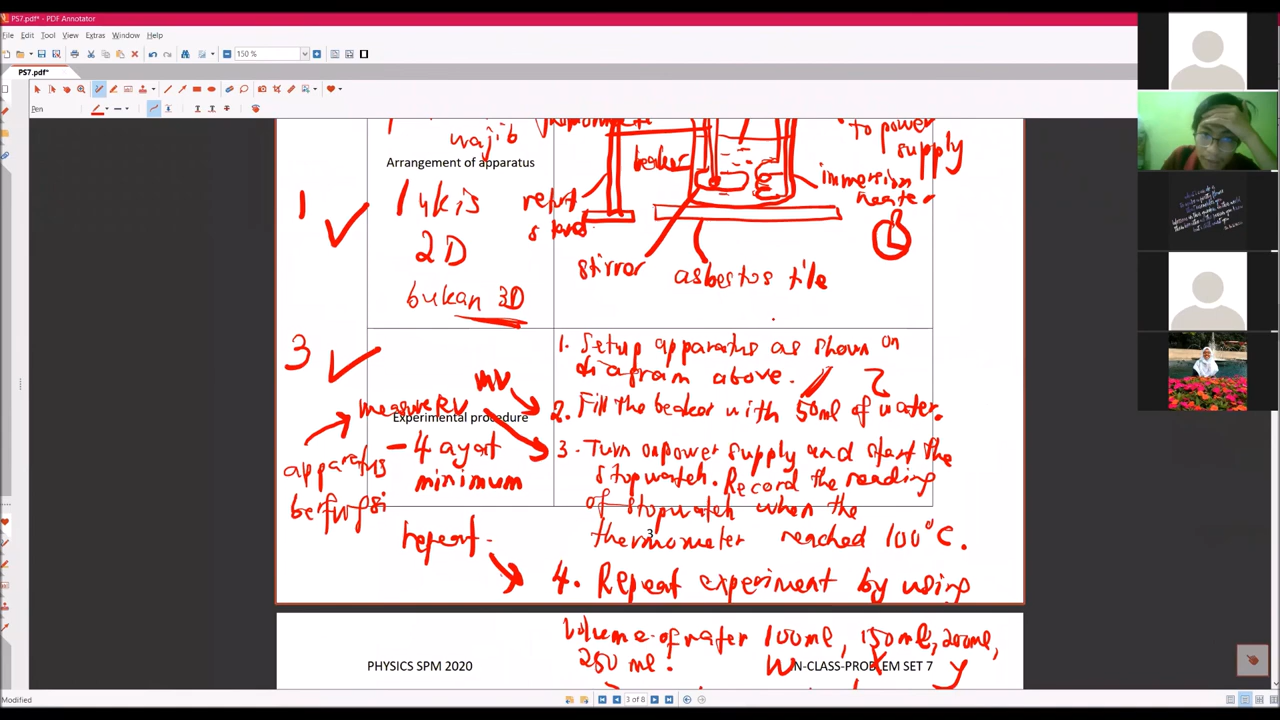 PS7.pdf* - PDF Annotator
File Edit Tool View Extras Window Help
150 %
PS7.pdf*
Pen
wajib
Arrangement of apparatus
1
lukis
2D
bukan 3D
beaker
to power
supply
immersion
stirror
asbestos tile
3
measure RV
Experimental procedure
- 4 ayat
minimum
apparatus
berfungsi
repeat -
MV
1. Setup apparatus as shown on
diagram above.
2. Fill the beaker with 50ml of water.
3. Turn on power supply and start the
stopwatch. Record the reading
of stopwatch when the
thermometer reached 100°C.
3
4. Repeat experiment by using
volume of water 100ml, 150ml, 200ml,
250 ml.
PHYSICS SPM 2020
N-CLASS-PROBLEM SET 7
W X Y
Modified
3 of 8